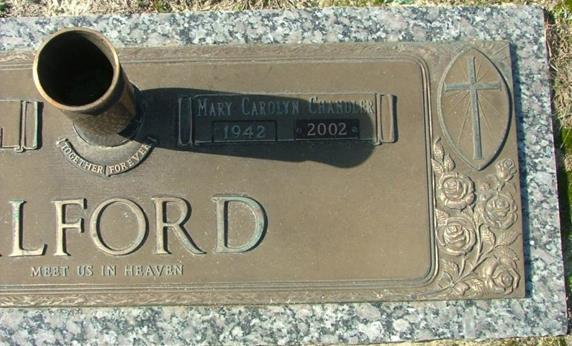 MARY CAROLYN CHANDLER
1942 2002
TOGETHER FOREVER
LFORD
MEET US IN HEAVEN